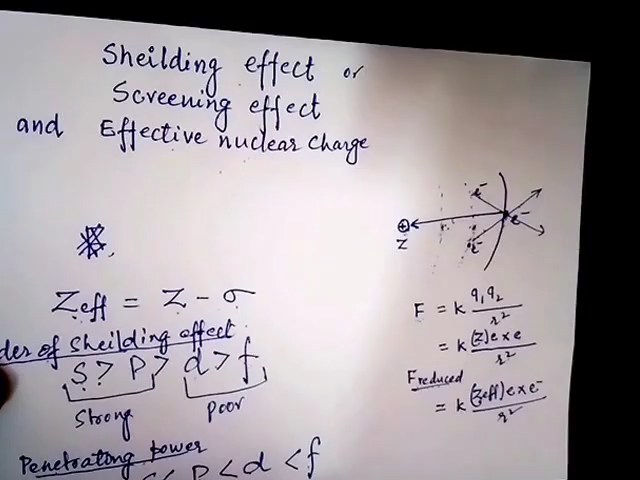 Sheilding effect or
Screening effect
and Effective nuclear charge
e⁻
e⁻
e⁻
⊕
Z
Zeff = Z - σ
F = k q₁q₂/r²
= k (Z)e×e/r²
Freduced
= k (Zeff)e×e⁻/r²
der of Sheilding effect
S > P > d > f
Strong
Poor
Penetrating power
P < d < f